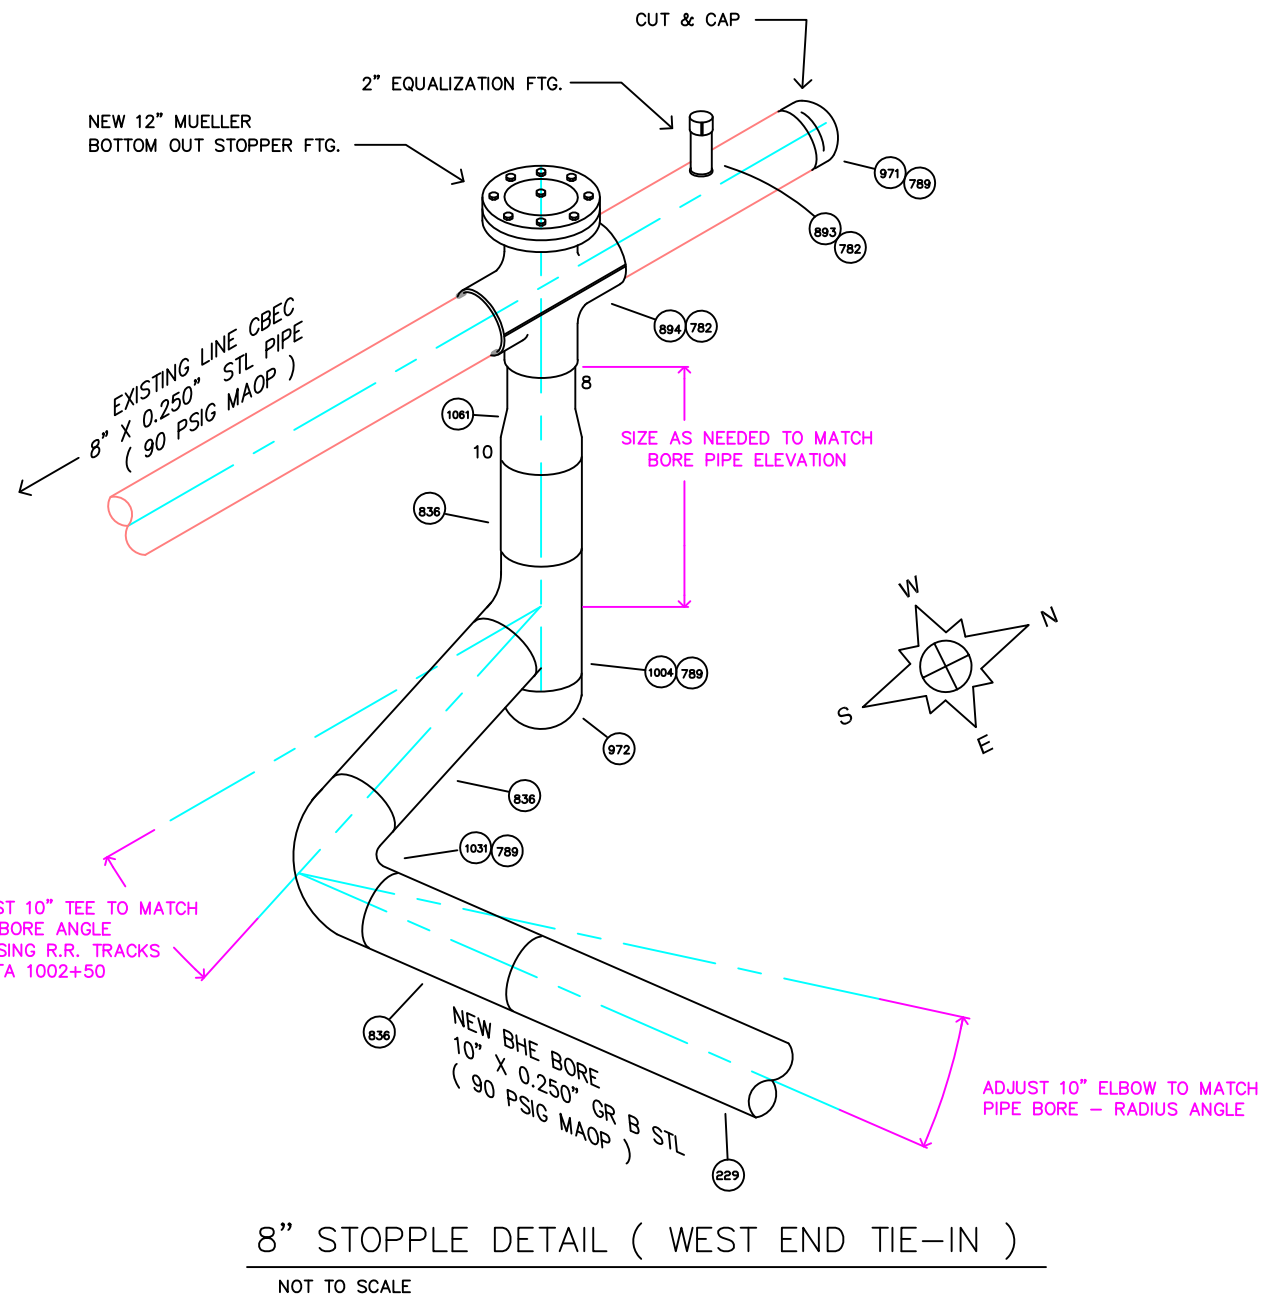 CUT & CAP
2” EQUALIZATION FTG.
NEW 12” MUELLER
BOTTOM OUT STOPPER FTG.
971
789
893
782
894
782
EXISTING LINE CBEC
8” X 0.250” STL PIPE
( 90 PSIG MAOP )
8
1061
10
SIZE AS NEEDED TO MATCH
BORE PIPE ELEVATION
836
W
N
S
E
1004
789
972
836
1031
789
ST 10” TEE TO MATCH
BORE ANGLE
SING R.R. TRACKS
TA 1002+50
836
NEW BHE BORE
10” X 0.250” GR B STL
( 90 PSIG MAOP )
ADJUST 10” ELBOW TO MATCH
PIPE BORE – RADIUS ANGLE
229
8” STOPPLE DETAIL ( WEST END TIE–IN )
NOT TO SCALE